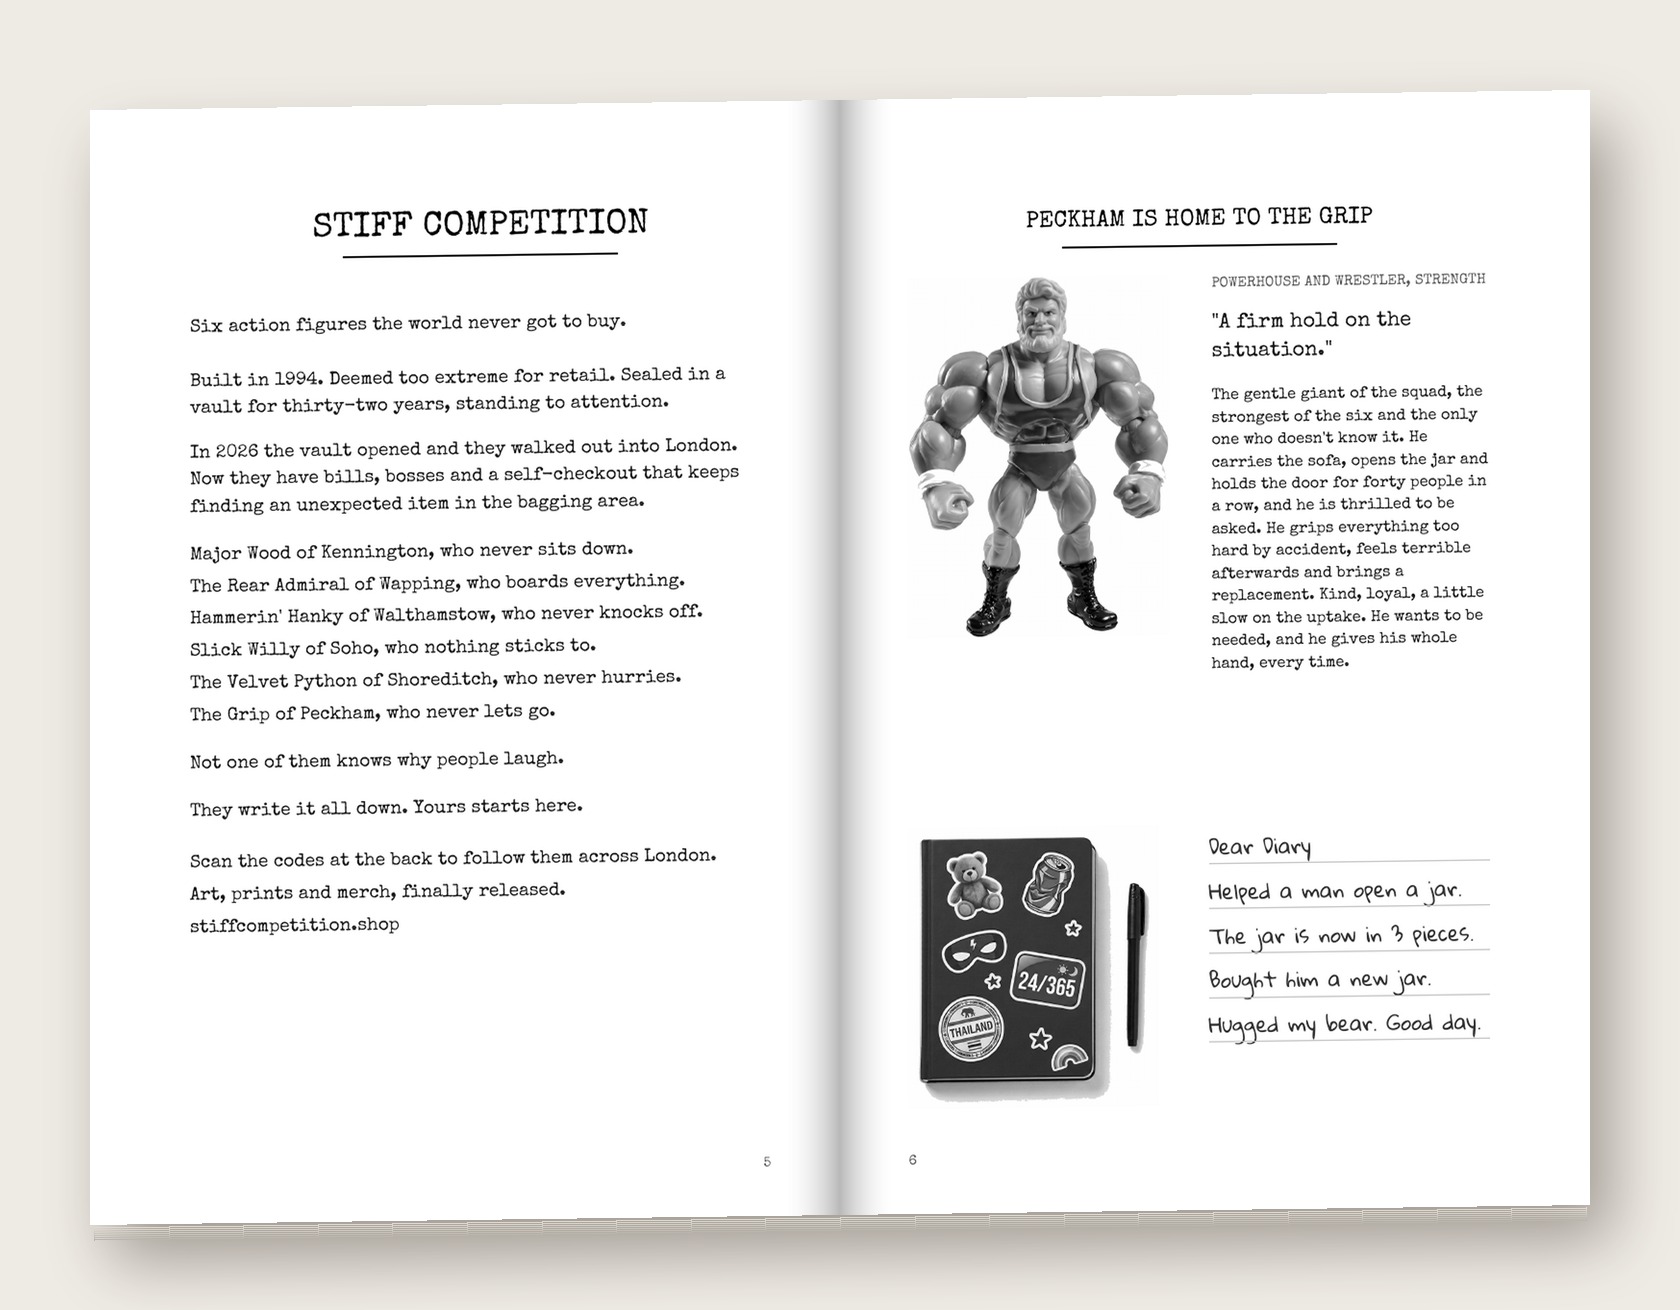 STIFF COMPETITION
Six action figures the world never got to buy.
Built in 1994. Deemed too extreme for retail. Sealed in a
vault for thirty-two years, standing to attention.
In 2026 the vault opened and they walked out into London.
Now they have bills, bosses and a self-checkout that keeps
finding an unexpected item in the bagging area.
Major Wood of Kennington, who never sits down.
The Rear Admiral of Wapping, who boards everything.
Hammerin' Hanky of Walthamstow, who never knocks off.
Slick Willy of Soho, who nothing sticks to.
The Velvet Python of Shoreditch, who never hurries.
The Grip of Peckham, who never lets go.
Not one of them knows why people laugh.
They write it all down. Yours starts here.
Scan the codes at the back to follow them across London.
Art, prints and merch, finally released.
stiffcompetition.shop
5
PECKHAM IS HOME TO THE GRIP
POWERHOUSE AND WRESTLER, STRENGTH
"A firm hold on the
situation."
The gentle giant of the squad, the
strongest of the six and the only
one who doesn't know it. He
carries the sofa, opens the jar and
holds the door for forty people in
a row, and he is thrilled to be
asked. He grips everything too
hard by accident, feels terrible
afterwards and brings a
replacement. Kind, loyal, a little
slow on the uptake. He wants to be
needed, and he gives his whole
hand, every time.
24/365
THAILAND
Dear Diary
Helped a man open a jar.
The jar is now in 3 pieces.
Bought him a new jar.
Hugged my bear. Good day.
6